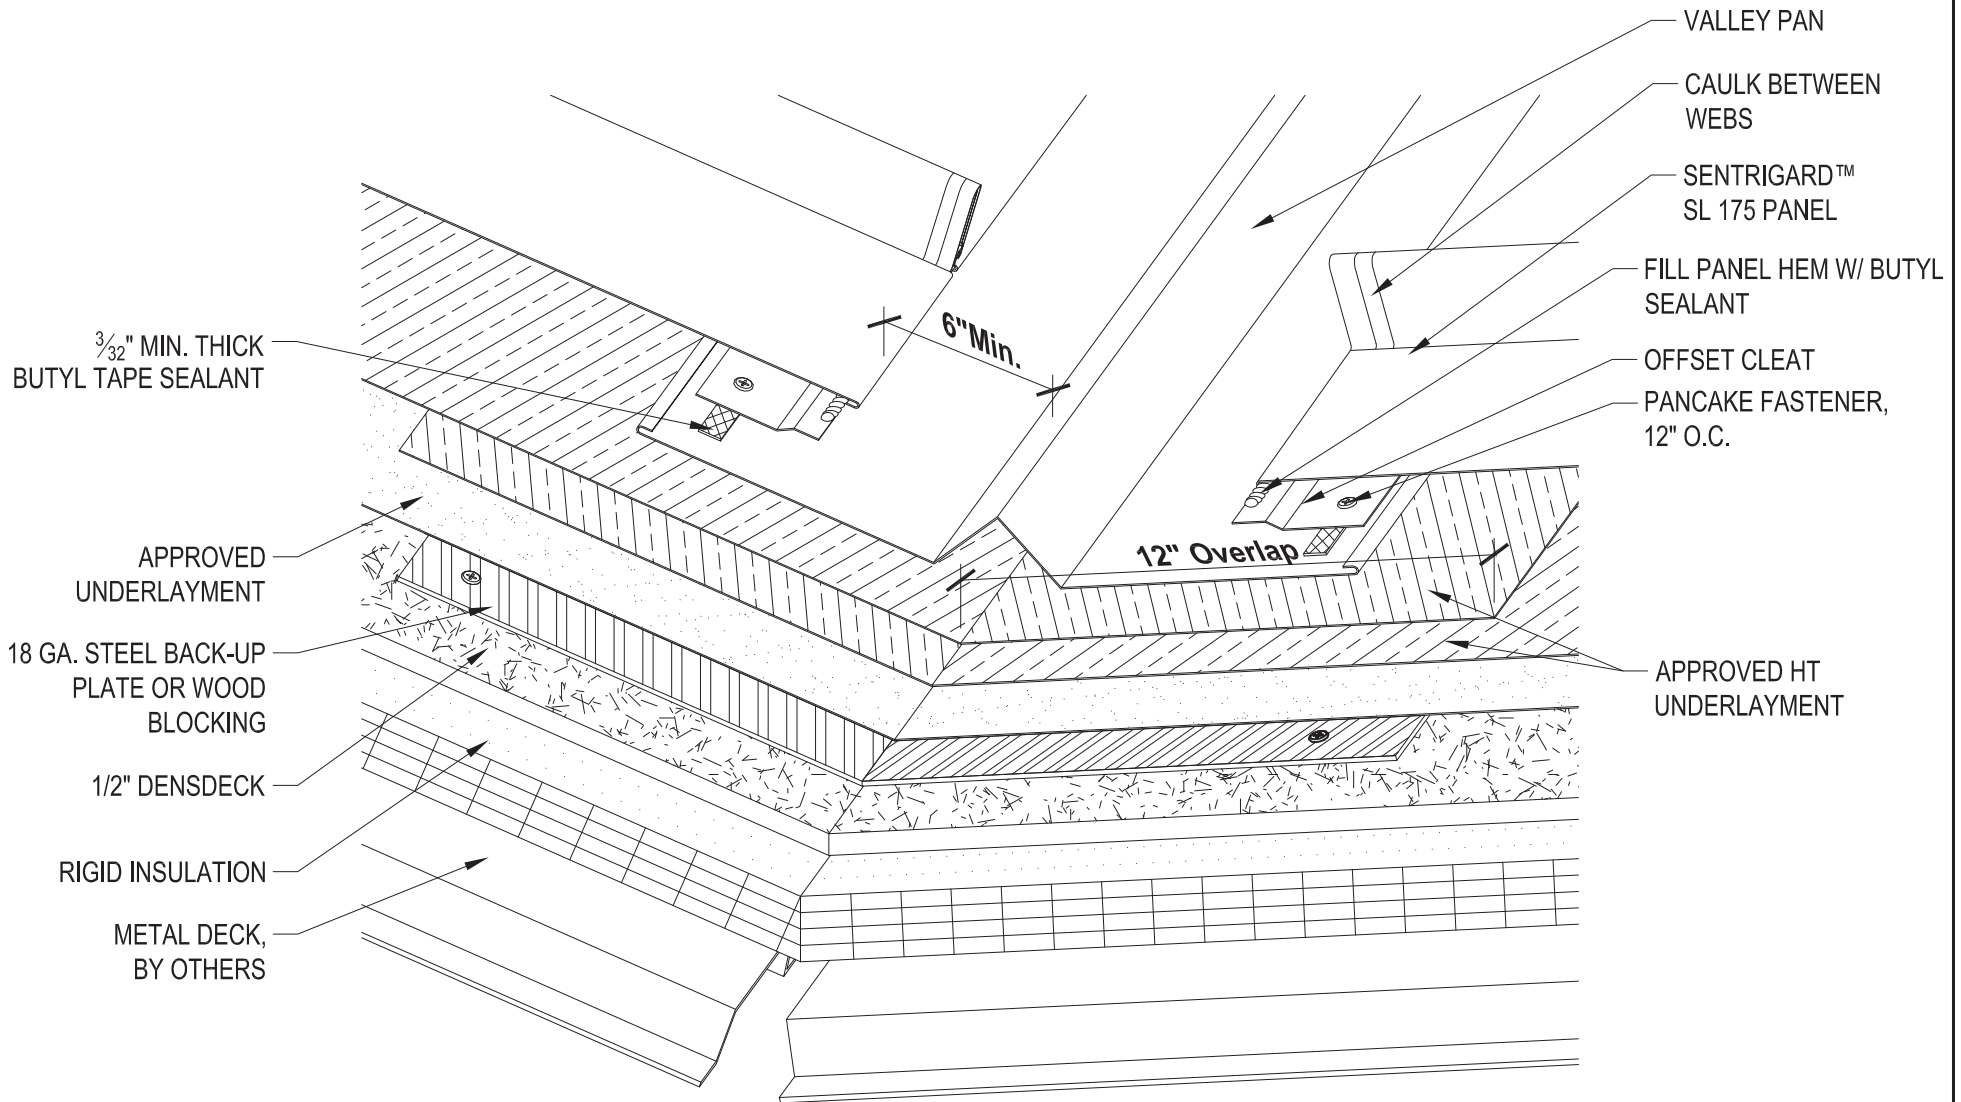 VALLEY PAN
CAULK BETWEEN
WEBS
SENTRIGARD™
SL 175 PANEL
FILL PANEL HEM W/ BUTYL
SEALANT
OFFSET CLEAT
PANCAKE FASTENER,
12" O.C.
6"Min.
12" Overlap
APPROVED HT
UNDERLAYMENT
3/32" MIN. THICK
BUTYL TAPE SEALANT
APPROVED
UNDERLAYMENT
18 GA. STEEL BACK-UP
PLATE OR WOOD
BLOCKING
1/2" DENSDECK
RIGID INSULATION
METAL DECK,
BY OTHERS